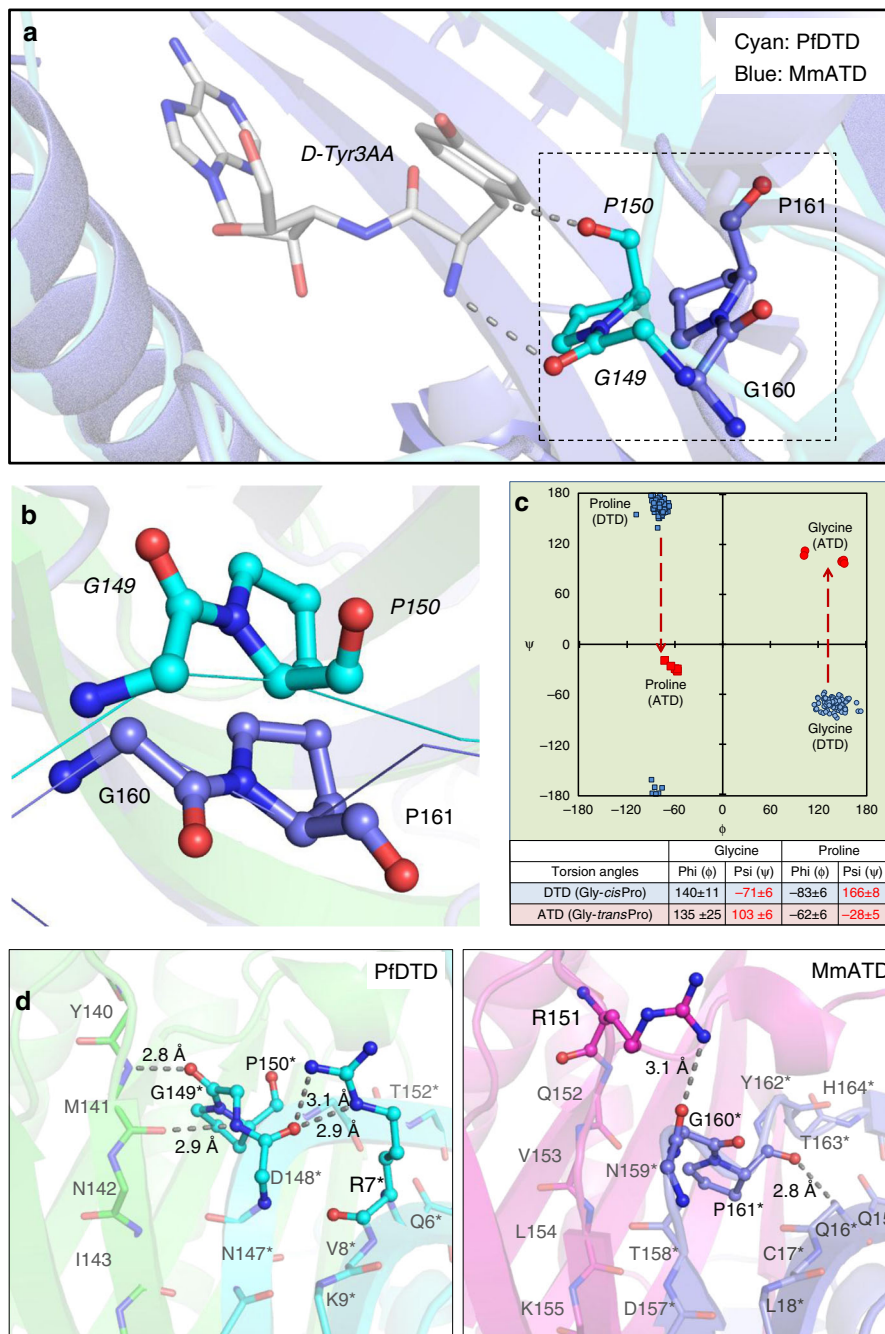 a
Cyan: PfDTD
Blue: MmATD
D-Tyr3AA
P150
P161
G149
G160
b
G149
P150
G160
P161
c
180
120
60
0
−60
−120
−180
ψ
−180
−120
−60
0
60
120
180
ϕ
Proline
(DTD)
Glycine
(ATD)
Proline
(ATD)
Glycine
(DTD)
Glycine Proline
Torsion angles Phi (ϕ) Psi (ψ) Phi (ϕ) Psi (ψ)
DTD (Gly-cisPro) 140±11 −71±6 −83±6 166±8
ATD (Gly-transPro) 135 ±25 103 ±6 −62±6 −28±5
d
PfDTD
Y140
2.8 Å
P150*
G149*
T152*
M141
3.1 Å
2.9 Å
2.9 Å
D148*
R7*
N142
Q6*
I143
N147*
V8*
K9*
MmATD
R151
3.1 Å
Q152
Y162*
H164*
G160*
T163*
V153
N159*
2.8 Å
P161*
L154
Q16*
Q15
T158*
C17*
K155
D157*
L18*